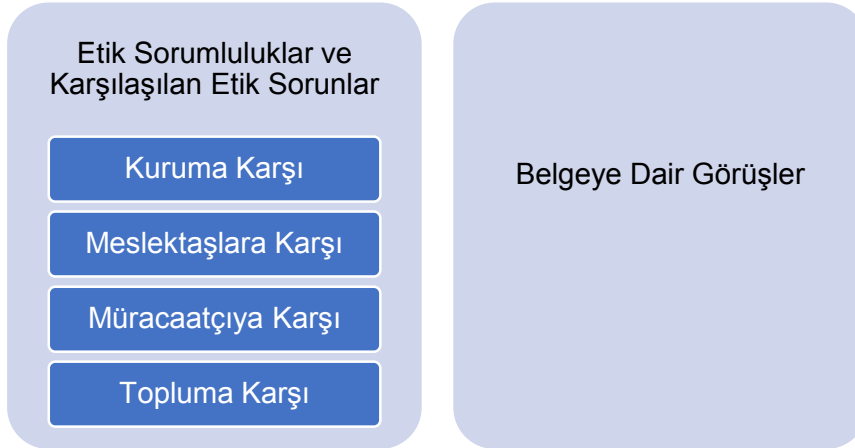 Etik Sorumluluklar ve
Karşılaşılan Etik Sorunlar
Kuruma Karşı
Meslektaşlara Karşı
Müracaatçıya Karşı
Topluma Karşı
Belgeye Dair Görüşler